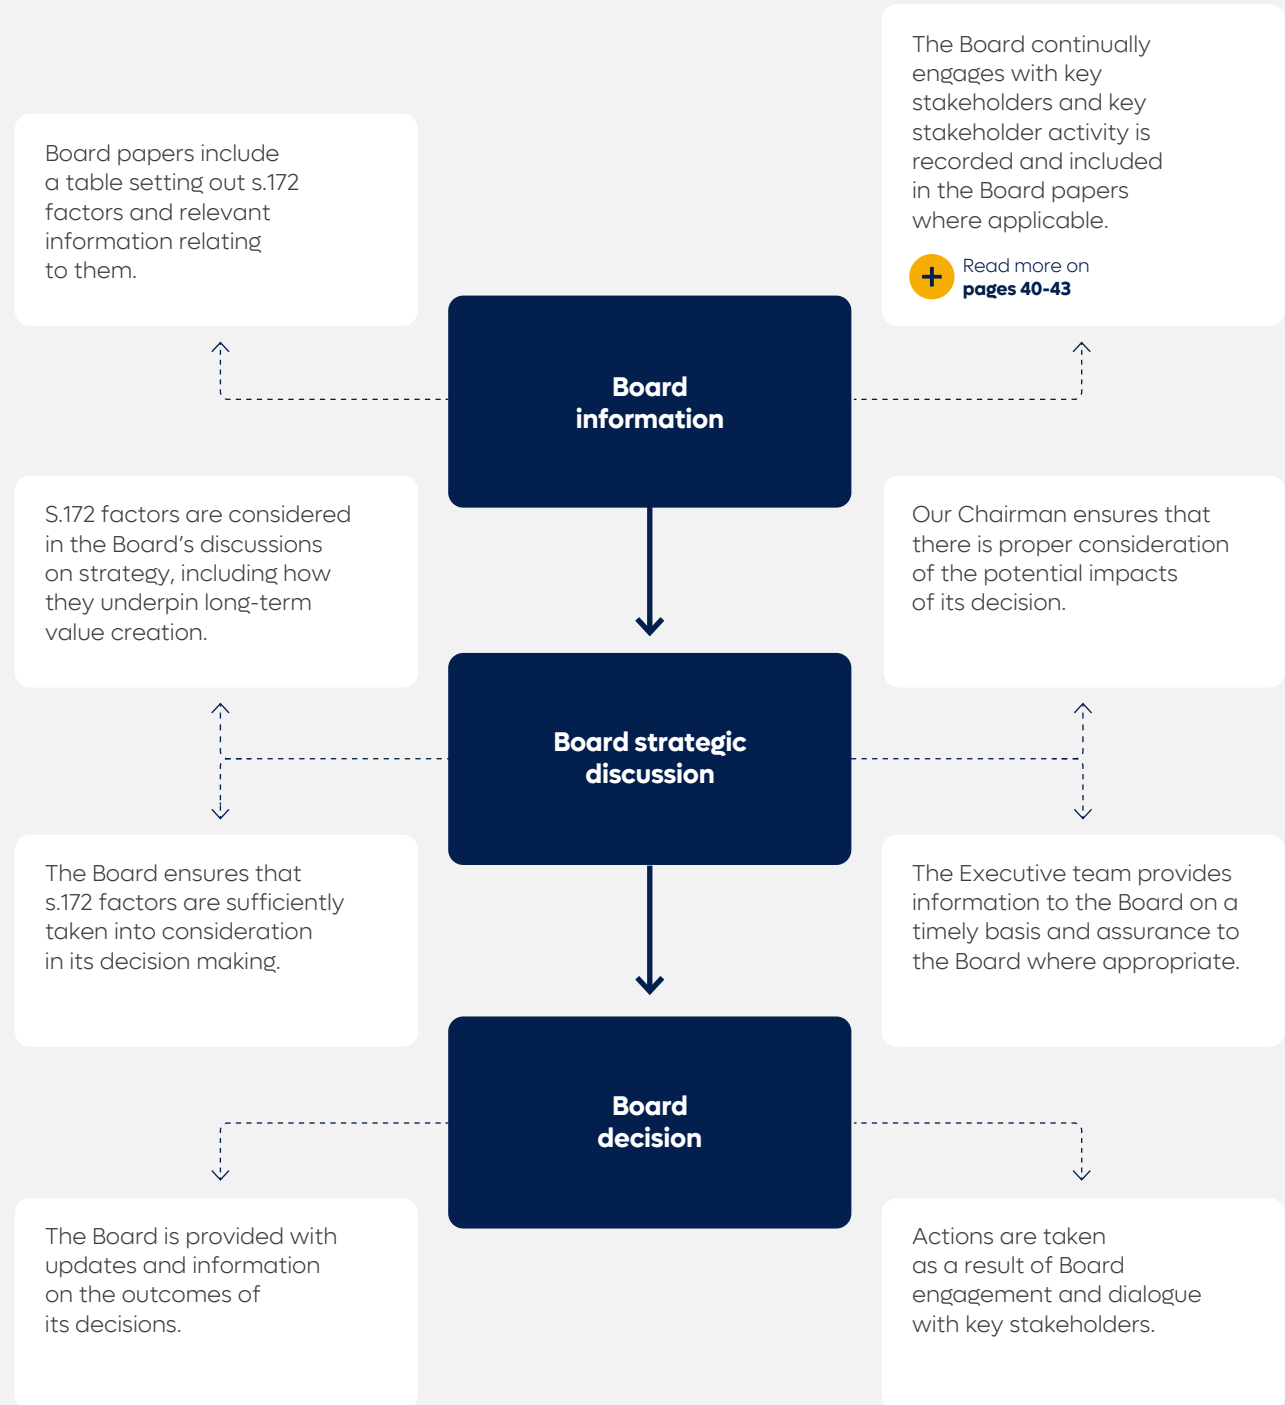 Board papers include
a table setting out s.172
factors and relevant
information relating
to them.
The Board continually
engages with key
stakeholders and key
stakeholder activity is
recorded and included
in the Board papers
where applicable.
+
Read more on
pages 40-43
Board
information
S.172 factors are considered
in the Board’s discussions
on strategy, including how
they underpin long-term
value creation.
Our Chairman ensures that
there is proper consideration
of the potential impacts
of its decision.
Board strategic
discussion
The Board ensures that
s.172 factors are sufficiently
taken into consideration
in its decision making.
The Executive team provides
information to the Board on a
timely basis and assurance to
the Board where appropriate.
Board
decision
The Board is provided with
updates and information
on the outcomes of
its decisions.
Actions are taken
as a result of Board
engagement and dialogue
with key stakeholders.